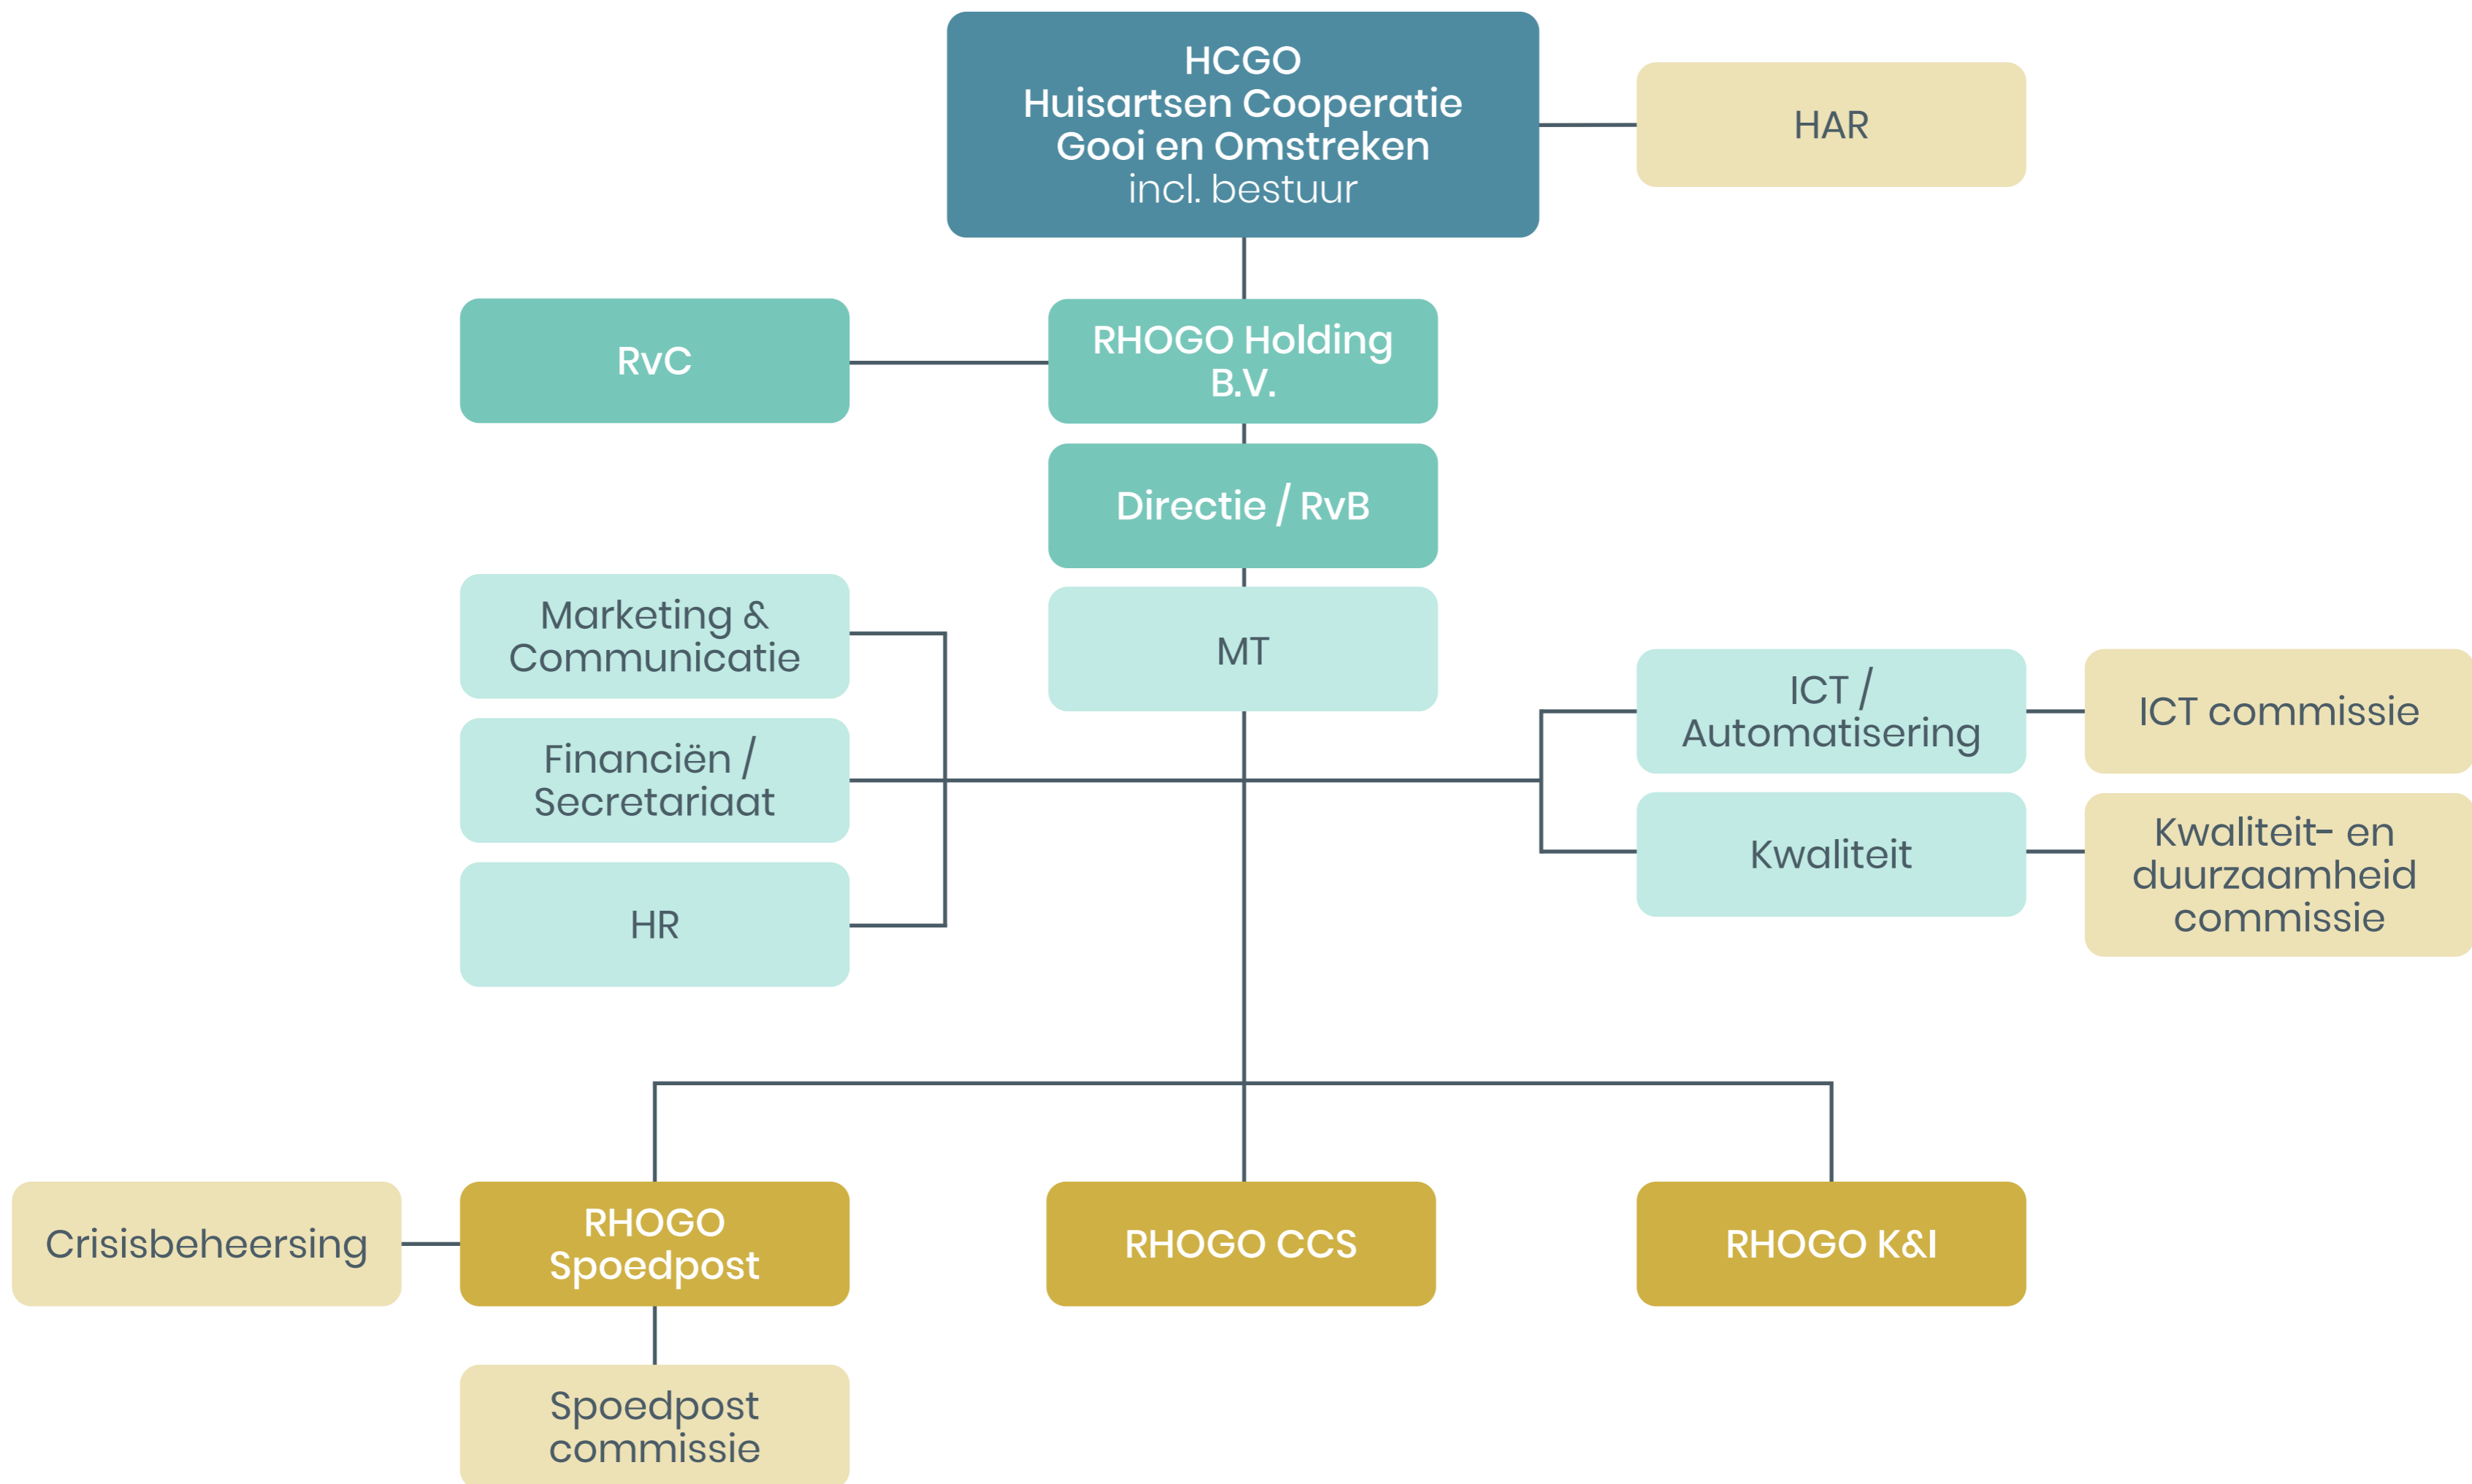 HCGO
Huisartsen Cooperatie
Gooi en Omstreken
incl. bestuur
HAR
RvC
RHOGO Holding
B.V.
Directie / RvB
Marketing &
Communicatie
MT
ICT /
Automatisering
ICT commissie
Financiën /
Secretariaat
Kwaliteit
Kwaliteit- en
duurzaamheid
commissie
HR
Crisisbeheersing
RHOGO
Spoedpost
RHOGO CCS
RHOGO K&I
Spoedpost
commissie